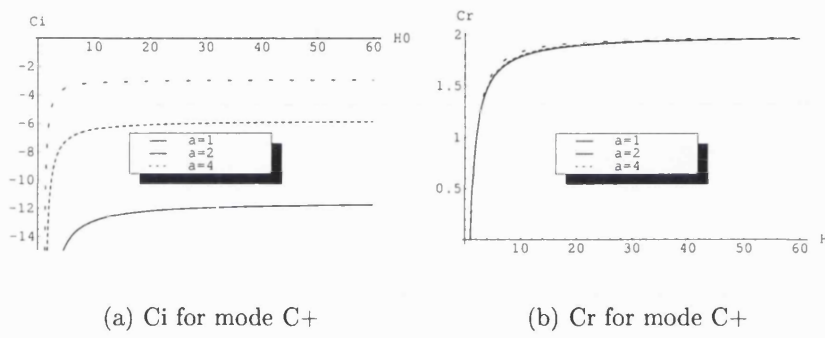 Ci
10 20 30 40 50 60 H0
-2
-4
-6
-8
-10
-12
-14
a=1
a=2
a=4
(a) Ci for mode C+
Cr
2
1.5
1
0.5
10 20 30 40 50 60 H
a=1
a=2
a=4
(b) Cr for mode C+